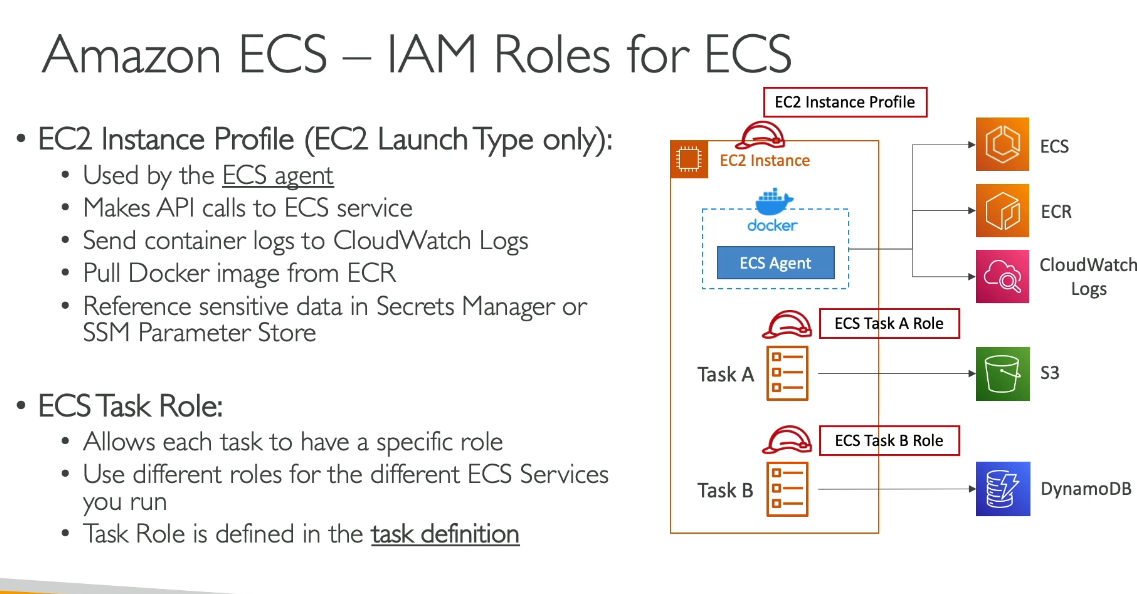 Amazon ECS – IAM Roles for ECS
• EC2 Instance Profile (EC2 Launch Type only):
• Used by the ECS agent
• Makes API calls to ECS service
• Send container logs to CloudWatch Logs
• Pull Docker image from ECR
• Reference sensitive data in Secrets Manager or
SSM Parameter Store
• ECS Task Role:
• Allows each task to have a specific role
• Use different roles for the different ECS Services
you run
• Task Role is defined in the task definition
EC2 Instance Profile
EC2 Instance
docker
ECS Agent
ECS
ECR
CloudWatch
Logs
ECS Task A Role
Task A
S3
ECS Task B Role
Task B
DynamoDB